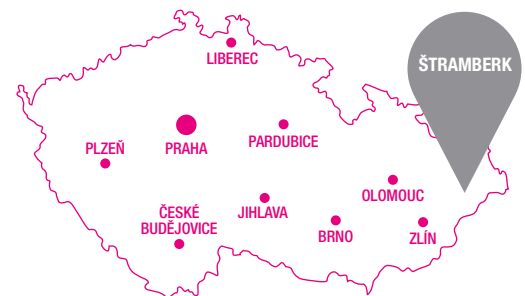 LIBEREC
ŠTRAMBERK
PLZEŇ
PRAHA
PARDUBICE
ČESKÉ
BUDĚJOVICE
JIHLAVA
BRNO
OLOMOUC
ZLÍN